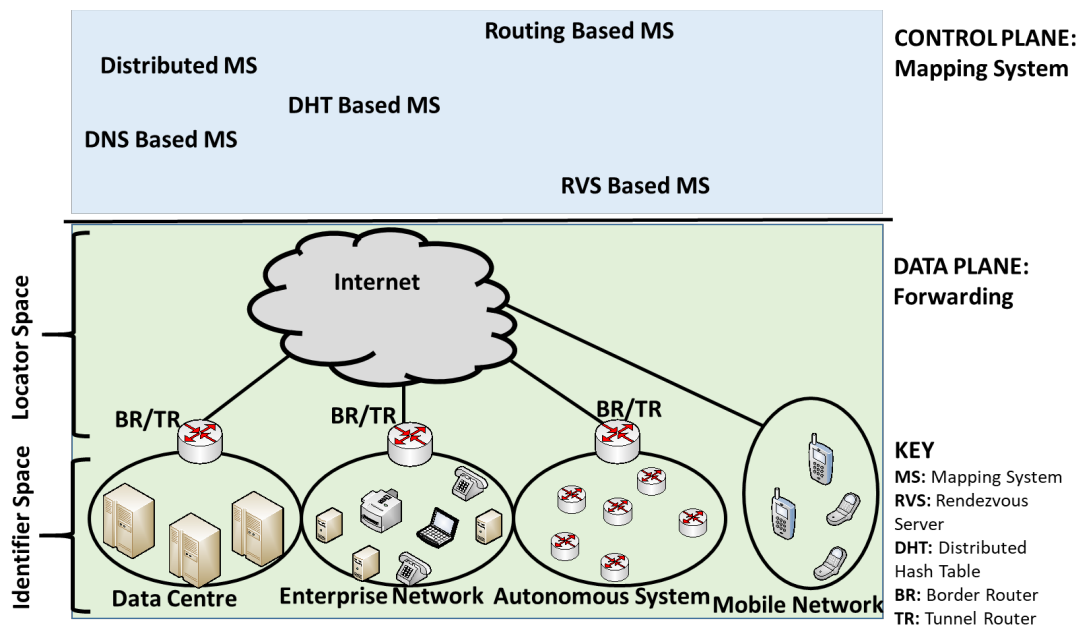 Routing Based MS
Distributed MS
DHT Based MS
DNS Based MS
RVS Based MS
CONTROL PLANE:
Mapping System
Locator Space
Internet
DATA PLANE:
Forwarding
BR/TR
BR/TR
BR/TR
Identifier Space
Data Centre
Enterprise Network
Autonomous System
Mobile Network
KEY
MS: Mapping System
RVS: Rendezvous
Server
DHT: Distributed
Hash Table
BR: Border Router
TR: Tunnel Router